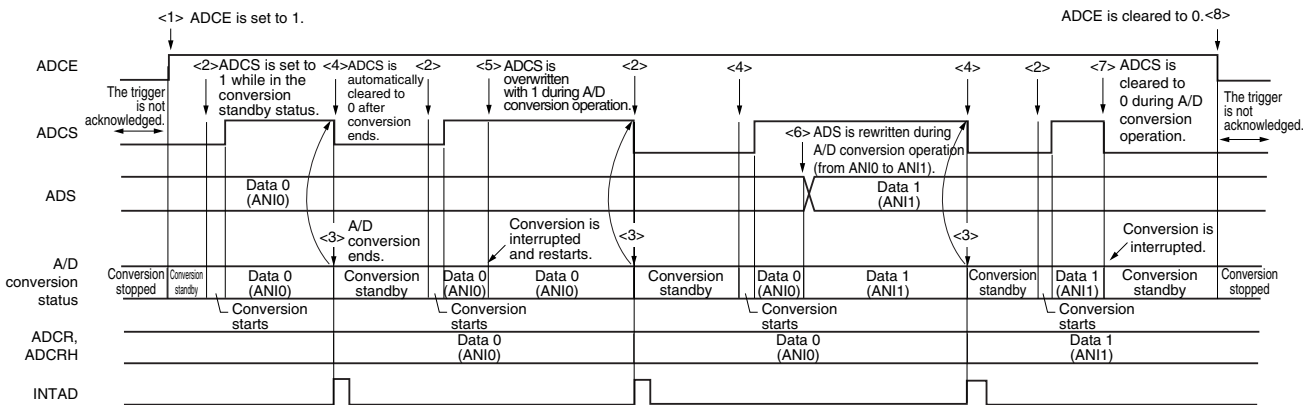 <1> ADCE is set to 1.
ADCE is cleared to 0. <8>
ADCE
<2> ADCS is set to
1 while in the
conversion
standby status.
<4> ADCS is
automatically
cleared to
0 after
conversion
ends.
<2>
<5> ADCS is
overwritten
with 1 during A/D
conversion operation.
<2>
<4>
<4>
<2>
<7> ADCS is
cleared to
0 during A/D
conversion
operation.
The trigger
is not
acknowledged.
The trigger
is not
acknowledged.
ADCS
<6> ADS is rewritten during
A/D conversion operation
(from ANI0 to ANI1).
ADS
Data 0
(ANI0)
Data 1
(ANI1)
<3> A/D
conversion
ends.
Conversion is
interrupted
and restarts.
<3>
<3>
Conversion is
interrupted.
A/D
conversion
status
Conversion
stopped
Conversion
standby
Data 0
(ANI0)
Conversion
standby
Data 0
(ANI0)
Data 0
(ANI0)
Conversion
standby
Data 0
(ANI0)
Data 1
(ANI1)
Conversion
standby
Data 1
(ANI1)
Conversion
standby
Conversion
stopped
Conversion
starts
Conversion
starts
Conversion
starts
Conversion
starts
ADCR,
ADCRH
Data 0
(ANI0)
Data 0
(ANI0)
Data 1
(ANI1)
INTAD